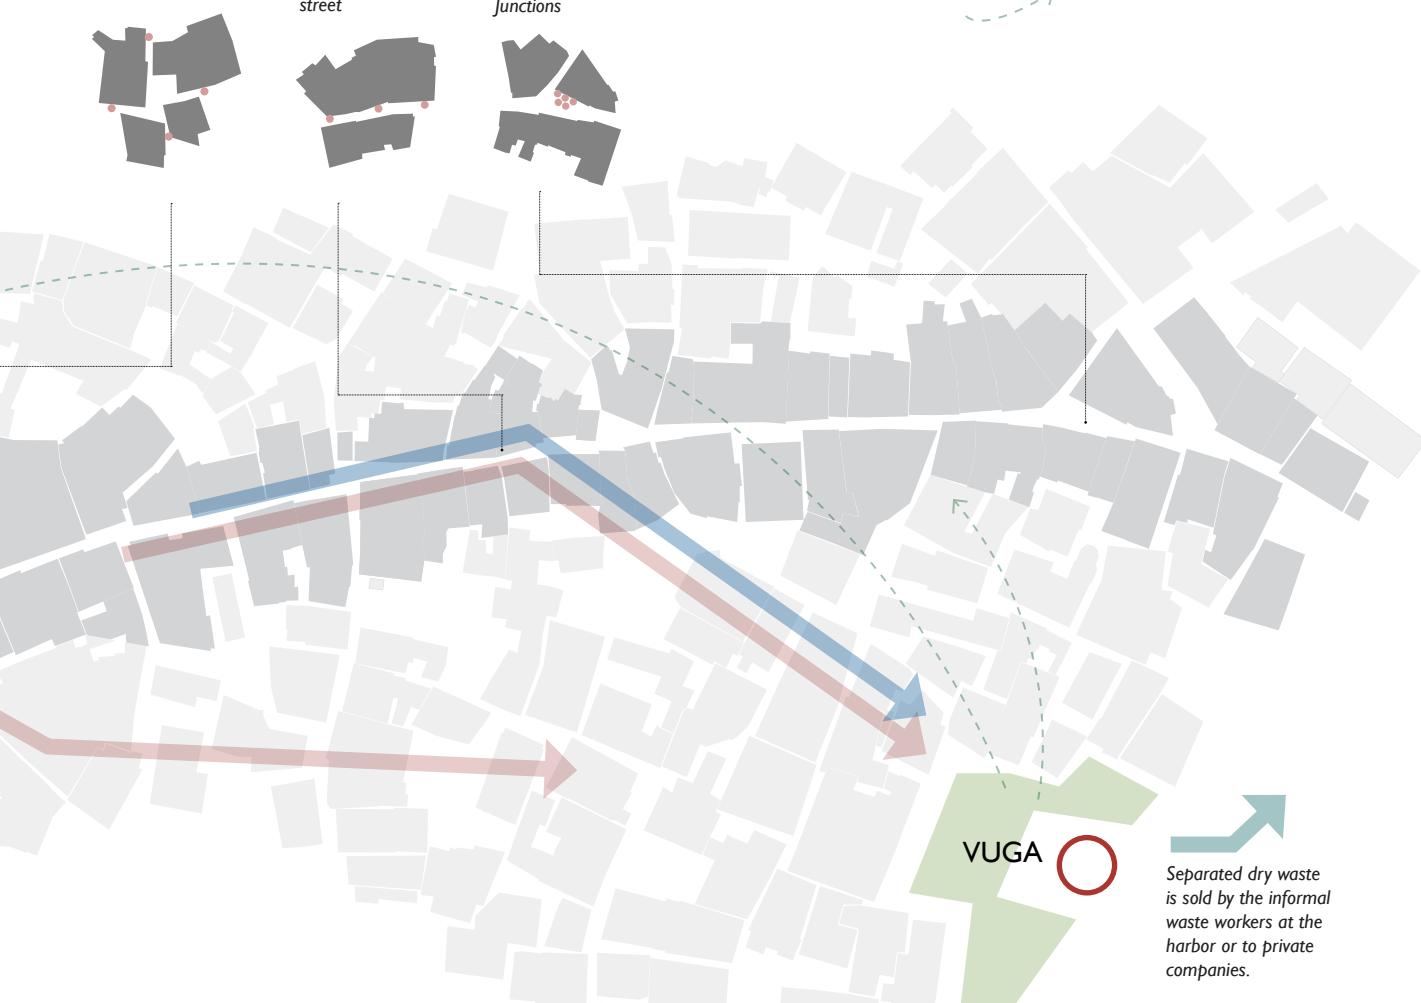 street
Junctions
VUGA
Separated dry waste
is sold by the informal
waste workers at the
harbor or to private
companies.